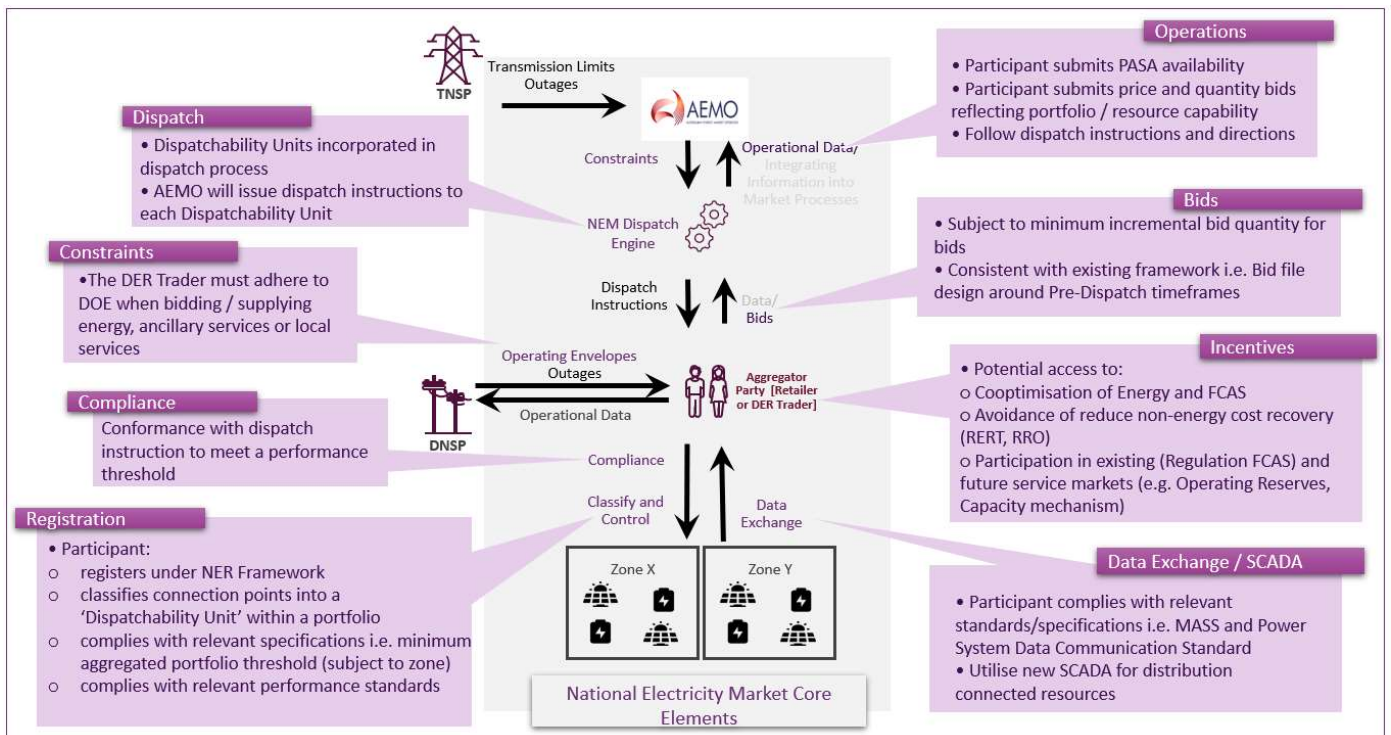 Operations
• Participant submits PASA availability
• Participant submits price and quantity bids
reflecting portfolio / resource capability
• Follow dispatch instructions and directions
Transmission Limits
Outages
TNSP
AEMO
Dispatch
• Dispatchability Units incorporated in
dispatch process
• AEMO will issue dispatch instructions to
each Dispatchability Unit
Constraints
Operational Data/
Integrating
Information into
Market Processes
NEM Dispatch
Engine
Bids
• Subject to minimum incremental bid quantity for
bids
• Consistent with existing framework i.e. Bid file
design around Pre-Dispatch timeframes
Constraints
•The DER Trader must adhere to
DOE when bidding / supplying
energy, ancillary services or local
services
Dispatch
Instructions
Data/
Bids
Operating Envelopes
Outages
Operational Data
DNSP
Aggregator
Party [Retailer
or DER Trader]
Incentives
• Potential access to:
o Cooptimisation of Energy and FCAS
o Avoidance of reduce non-energy cost recovery
(RERT, RRO)
o Participation in existing (Regulation FCAS) and
future service markets (e.g. Operating Reserves,
Capacity mechanism)
Compliance
Conformance with dispatch
instruction to meet a performance
threshold
Compliance
Classify and
Control
Data
Exchange
Registration
• Participant:
o registers under NER Framework
o classifies connection points into a
‘Dispatchability Unit’ within a portfolio
o complies with relevant specifications i.e. minimum
aggregated portfolio threshold (subject to zone)
o complies with relevant performance standards
Zone X
Zone Y
Data Exchange / SCADA
• Participant complies with relevant
standards/specifications i.e. MASS and Power
System Data Communication Standard
• Utilise new SCADA for distribution
connected resources
National Electricity Market Core
Elements